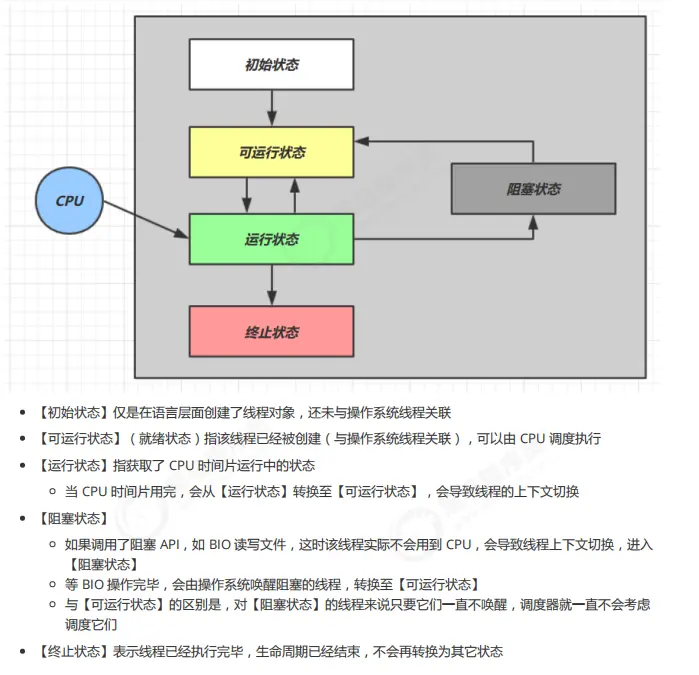 初始状态
可运行状态
阻塞状态
CPU
运行状态
终止状态
【初始状态】仅是在语言层面创建了线程对象，还未与操作系统线程关联
【可运行状态】（就绪状态）指该线程已经被创建（与操作系统线程关联），可以由 CPU 调度执行
【运行状态】指获取了 CPU 时间片运行中的状态
当 CPU 时间片用完，会从【运行状态】转换至【可运行状态】，会导致线程的上下文切换
【阻塞状态】
如果调用了阻塞 API，如 BIO 读写文件，这时该线程实际不会用到 CPU，会导致线程上下文切换，进入
【阻塞状态】
等 BIO 操作完毕，会由操作系统唤醒阻塞的线程，转换至【可运行状态】
与【可运行状态】的区别是，对【阻塞状态】的线程来说只要它们一直不唤醒，调度器就一直不会考虑
调度它们
【终止状态】表示线程已经执行完毕，生命周期已经结束，不会再转换为其它状态